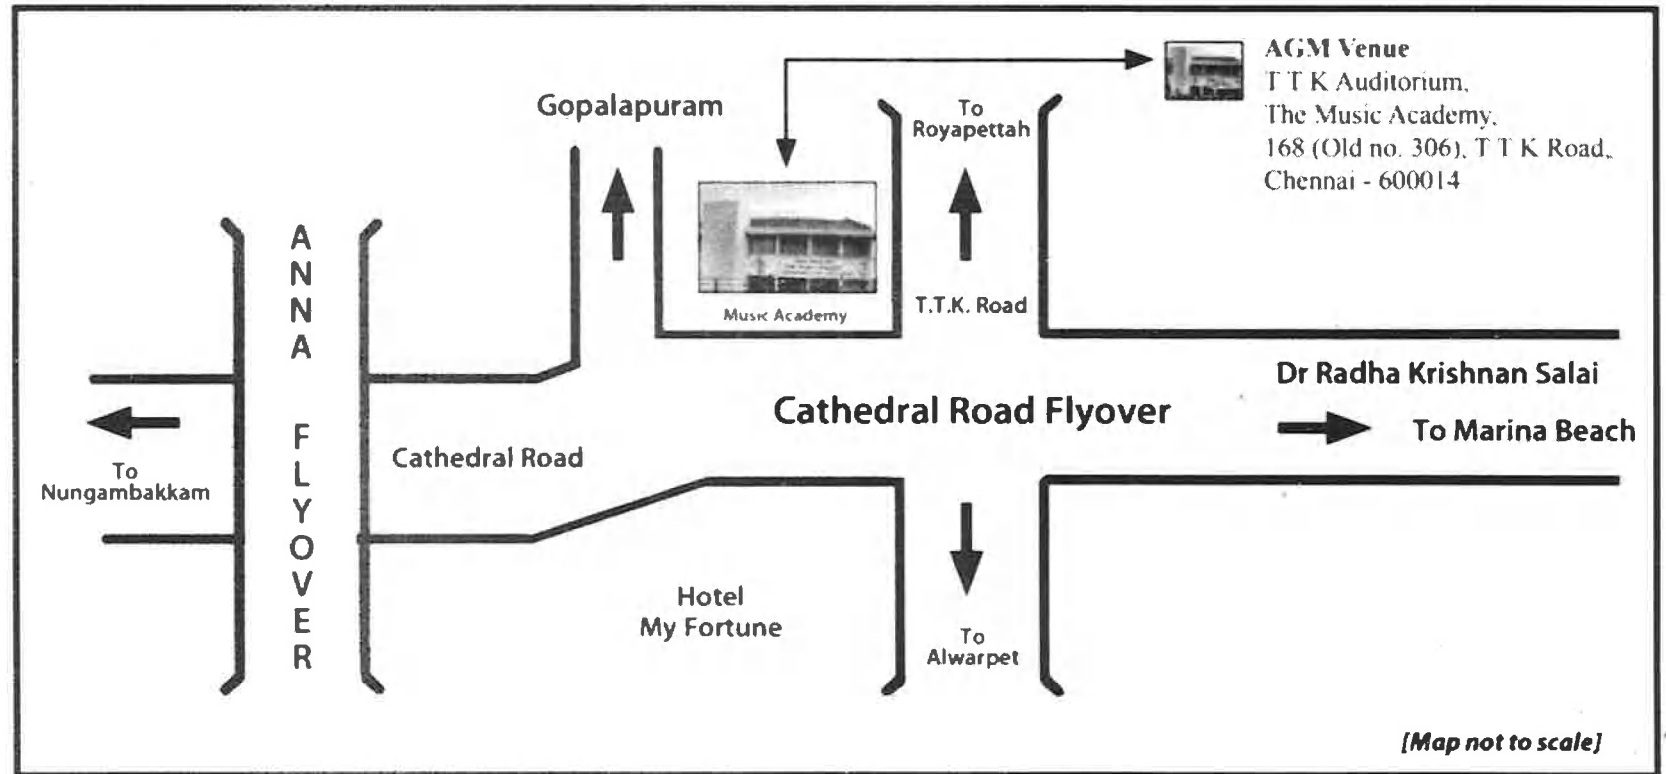 AGM Venue
T T K Auditorium,
The Music Academy,
168 (Old no. 306), T T K Road,
Chennai - 600014
Gopalapuram
To
Royapettah
Music Academy
T.T.K. Road
ANNA FLYOVER
Dr Radha Krishnan Salai
Cathedral Road Flyover
To Marina Beach
Cathedral Road
To
Nungambakkam
Hotel
My Fortune
To
Alwarpet
[Map not to scale]